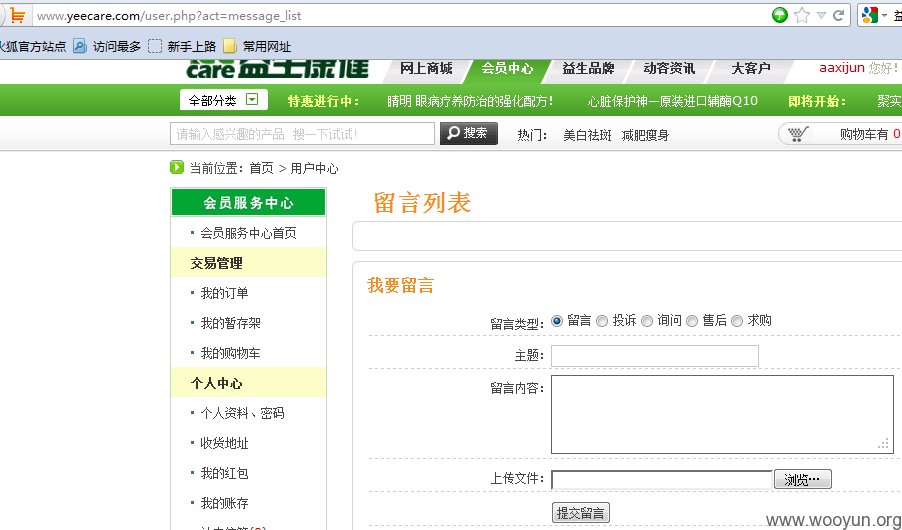 www.yeecare.com/user.php?act=message_list
火狐官方站点 访问最多 新手上路 常用网址
care 益生康健 网上商城 会员中心 益生品牌 动客资讯 大客户 aaxijun 您好!
全部分类 特惠进行中： 睛明 眼病疗养防治的强化配方！ 心脏保护神—原装进口辅酶Q10 即将开始： 聚实
请输入感兴趣的产品 搜一下试试! 搜索 热门： 美白祛斑 减肥瘦身 购物车有 0
当前位置: 首页 > 用户中心
会员服务中心
会员服务中心首页
交易管理
我的订单
我的暂存架
我的购物车
个人中心
个人资料、密码
收货地址
我的红包
我的账存
留言列表
我要留言
留言类型： 留言 投诉 询问 售后 求购
主题：
留言内容：
上传文件： 浏览…
提交留言
www.wooyun.org